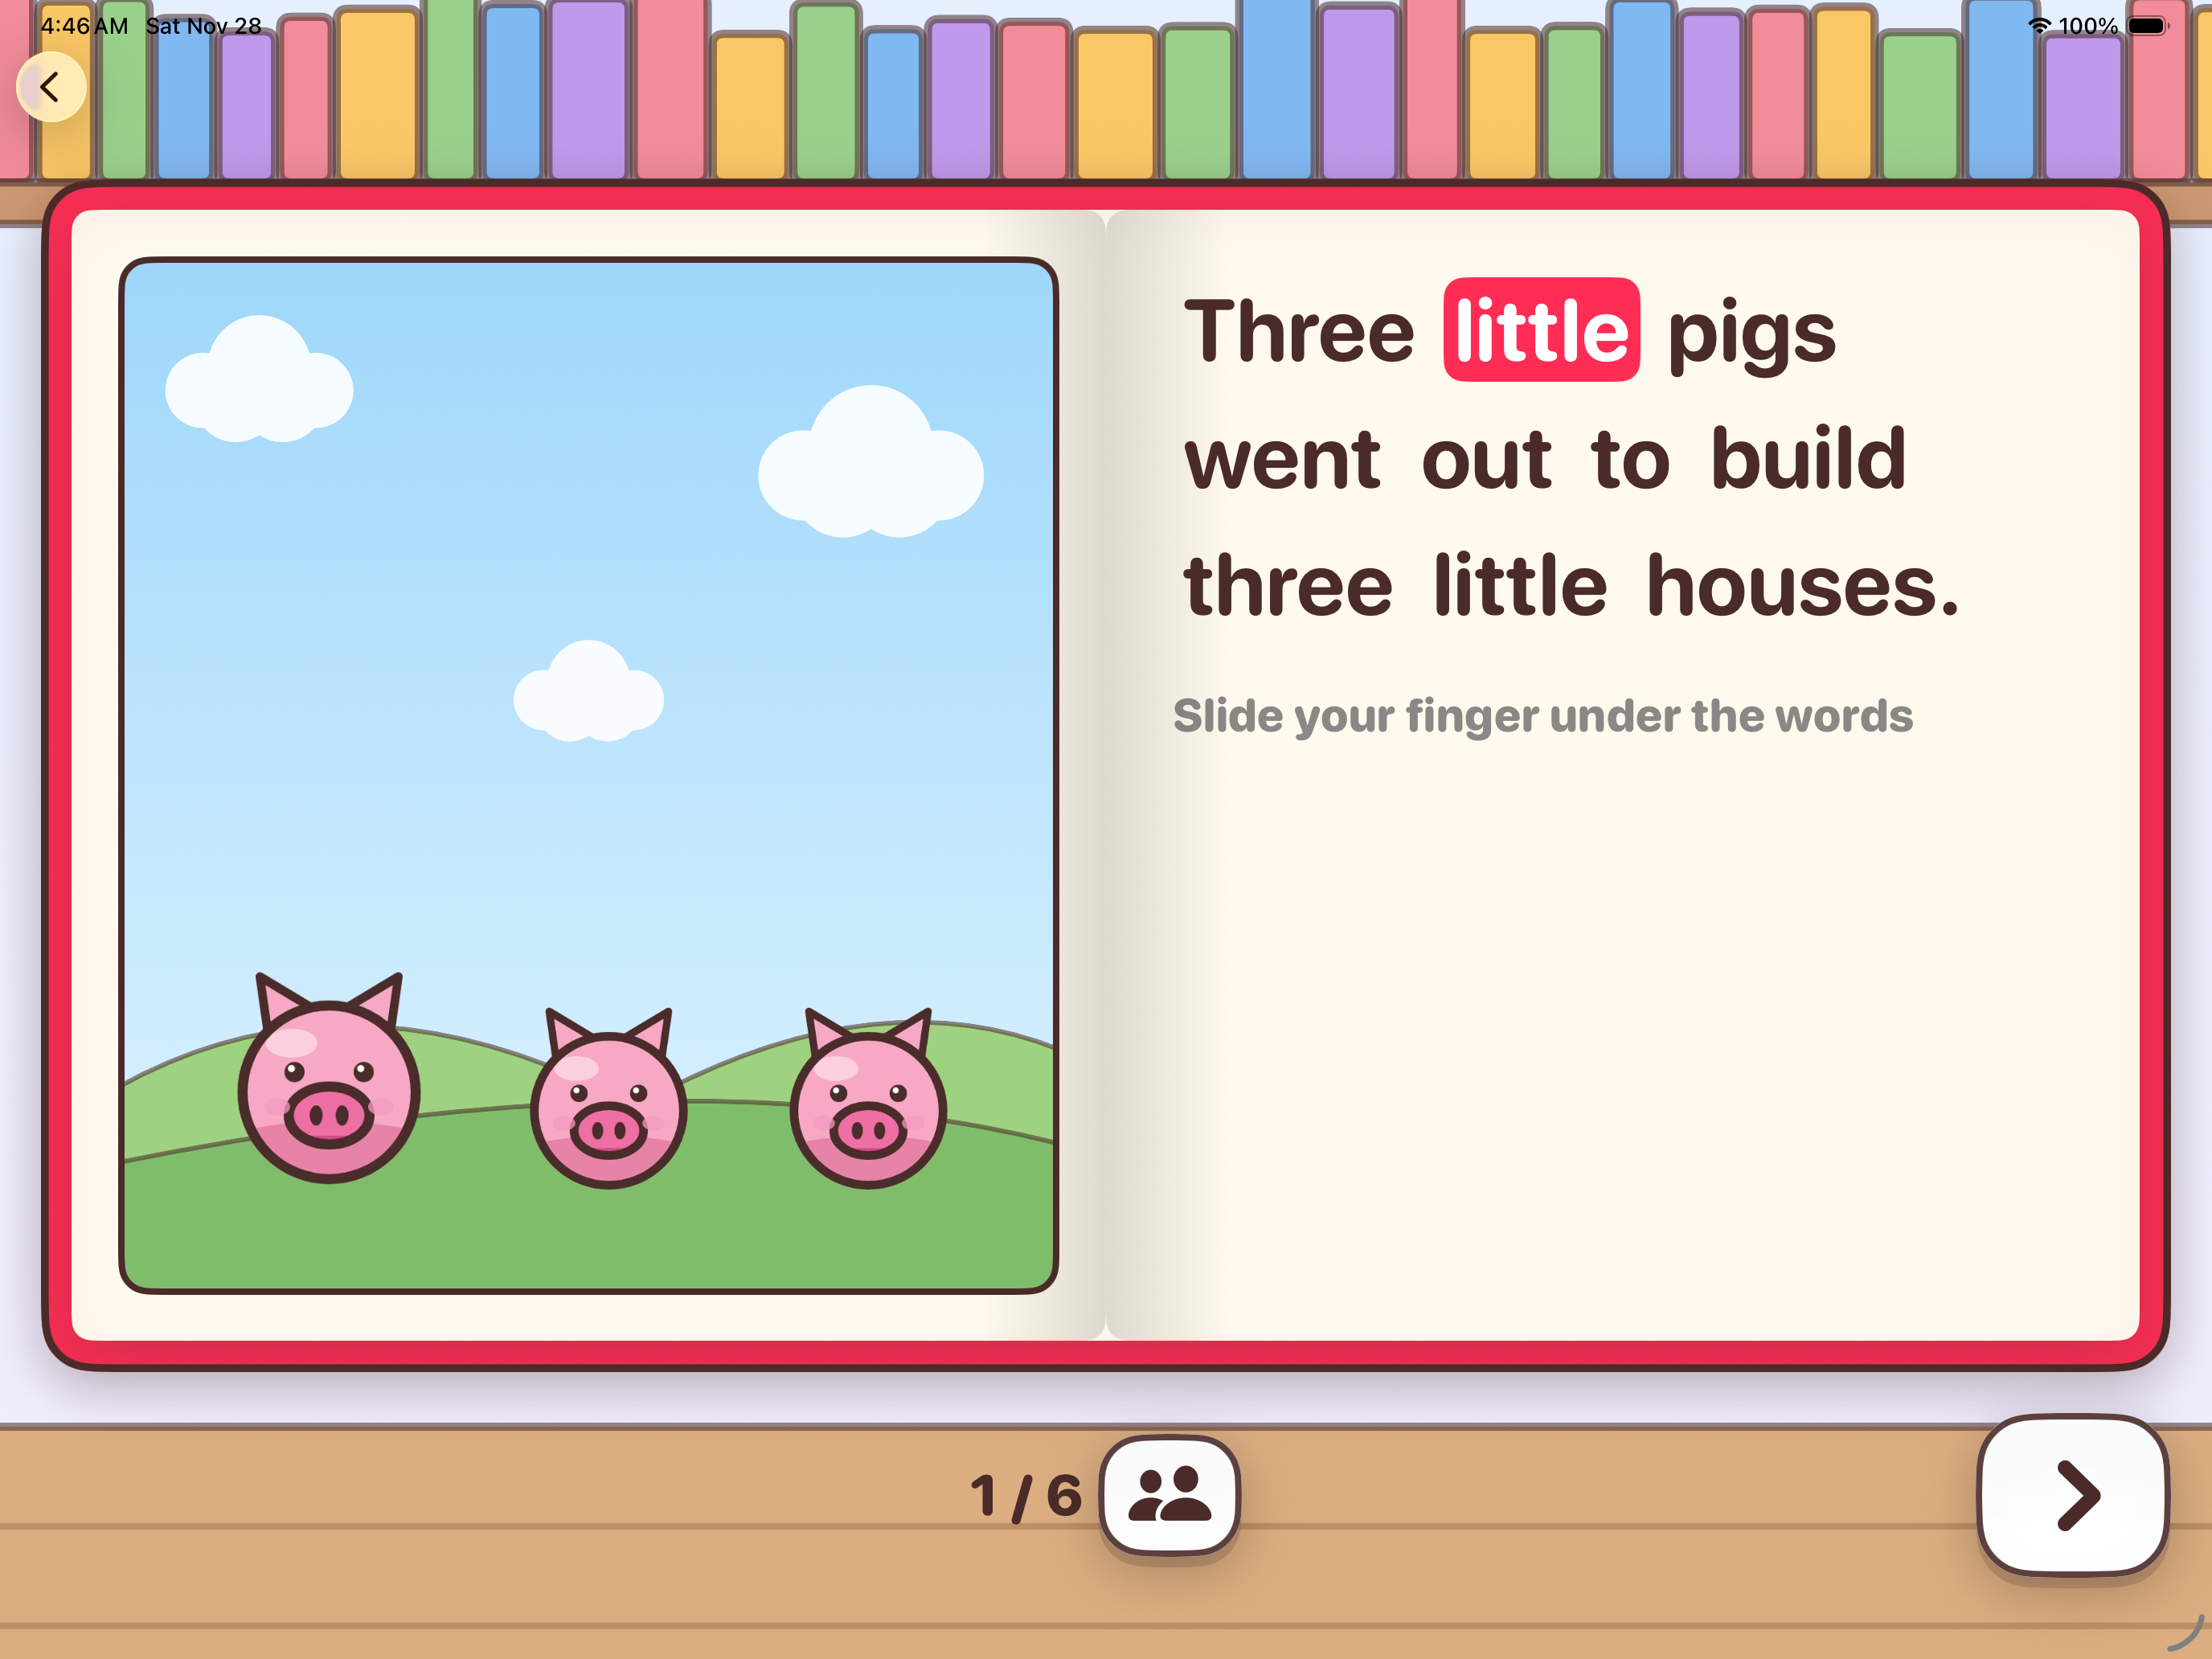 4:46 AM Sat Nov 28
100%
Three little pigs
went out to build
three little houses.
Slide your finger under the words
1 / 6